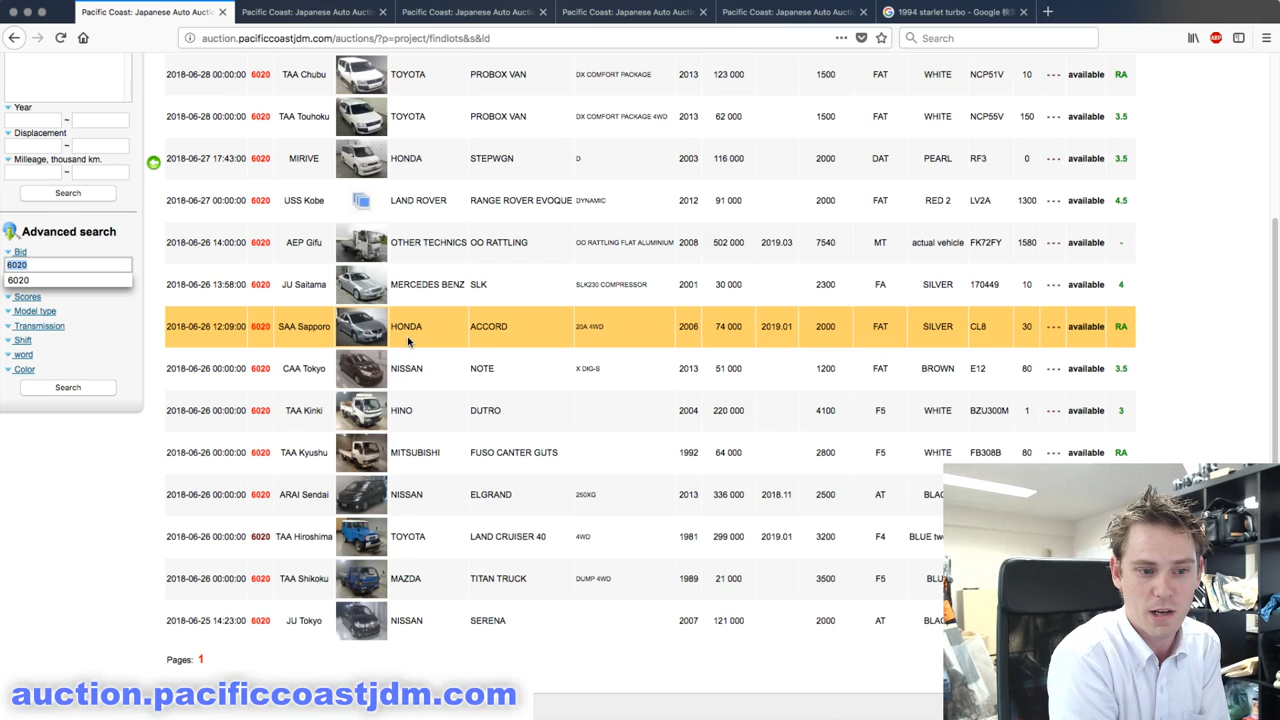 Pacific Coast: Japanese Auto Auctic
Pacific Coast: Japanese Auto Auct
Pacific Coast: Japanese Auto Auct
Pacific Coast: Japanese Auto Auct
Pacific Coast: Japanese Auto Auct
1994 starlet turbo - Google 検索
auction.pacificcoastjdm.com/auctions/?p=project/findlots&s&ld
Search
ABP
Year
~
Displacement
~
Mileage, thousand km.
~
Search
Advanced search
Bid
6020
6020
Scores
Model type
Transmission
Shift
word
Color
Search
2018-06-28 00:00:00 6020 TAA Chubu TOYOTA PROBOX VAN DX COMFORT PACKAGE 2013 123 000 1500 FAT WHITE NCP51V 10 --- available RA
2018-06-28 00:00:00 6020 TAA Touhoku TOYOTA PROBOX VAN DX COMFORT PACKAGE 4WD 2013 62 000 1500 FAT WHITE NCP55V 150 --- available 3.5
2018-06-27 17:43:00 6020 MIRIVE HONDA STEPWGN D 2005 116 000 2000 DAT PEARL RF3 0 --- available 3.5
2018-06-27 00:00:00 6020 USS Kobe LAND ROVER RANGE ROVER EVOQUE DYNAMIC 2012 91 000 2000 RED 2 LV2A 1300 --- available 4.5
2018-06-26 14:00:00 6020 AEP Gifu OTHER TECHNICS OO RATTLING OO RATTLING FLAT ALUMINIUM 2008 502 000 2019.03 7540 MT actual vehicle FK72FY 1580 --- available -
2018-06-26 13:58:00 6020 JU Saitama MERCEDES BENZ SLK SLK230 COMPRESSOR 2001 30 000 2300 FA SILVER 170449 10 --- available 4
2018-06-26 12:09:00 6020 SAA Sapporo HONDA ACCORD 20A 4WD 2006 74 000 2019.01 2000 FAT SILVER CL8 30 --- available RA
2018-06-26 00:00:00 6020 CAA Tokyo NISSAN NOTE X DIG-S 2013 51 000 1200 FAT BROWN E12 80 --- available 3.5
2018-06-26 00:00:00 6020 TAA Kinki HINO DUTRO 2006 220 000 4100 F5 WHITE BZU300M 1 --- available 3
2018-06-26 00:00:00 6020 TAA Kyushu MITSUBISHI FUSO CANTER GUTS 1992 64 000 2800 F5 WHITE FB308B 80 --- available RA
2018-06-26 00:00:00 6020 ARAI Sendai NISSAN ELGRAND 250XG 2013 336 000 2018.11 2500 AT BLAC
2018-06-26 00:00:00 6020 TAA Hiroshima TOYOTA LAND CRUISER 40 4WD 1981 299 000 2019.01 3200 F4 BLUE tw
2018-06-26 00:00:00 6020 TAA Shikoku MAZDA TITAN TRUCK DUMP 4WD 1989 21 000 3500 F5 BLU
2018-06-25 14:23:00 6020 JU Tokyo NISSAN SERENA 2007 121 000 2000 AT BLAC
Pages: 1
auction.pacificcoastjdm.com